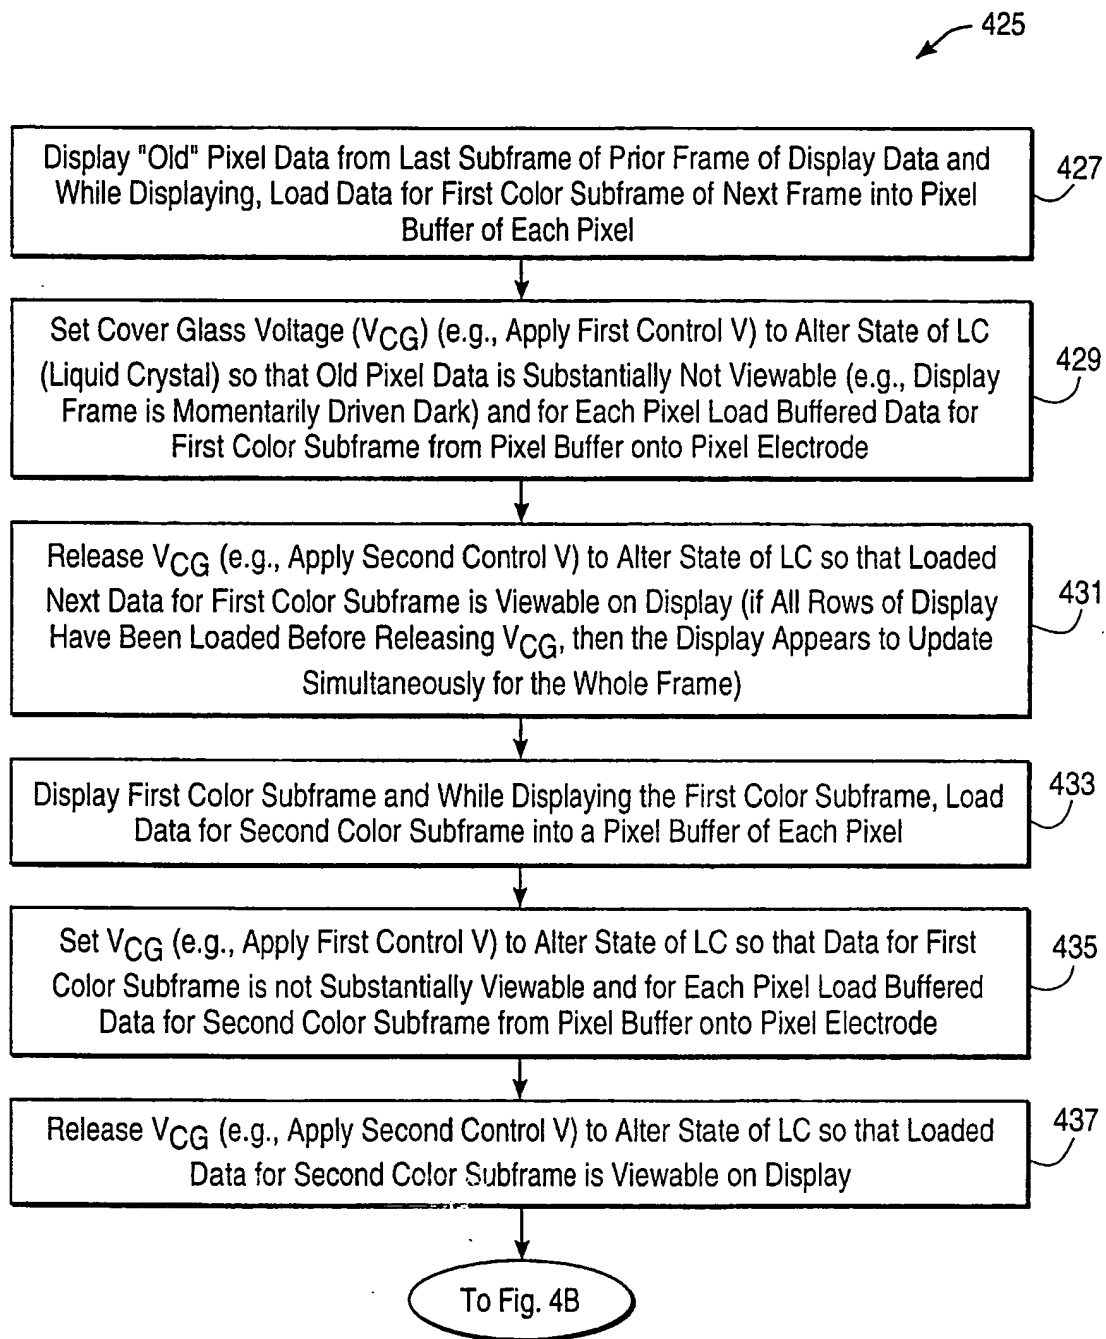 425
Display "Old" Pixel Data from Last Subframe of Prior Frame of Display Data and
While Displaying, Load Data for First Color Subframe of Next Frame into Pixel
Buffer of Each Pixel
427
Set Cover Glass Voltage (VCG) (e.g., Apply First Control V) to Alter State of LC
(Liquid Crystal) so that Old Pixel Data is Substantially Not Viewable (e.g., Display
Frame is Momentarily Driven Dark) and for Each Pixel Load Buffered Data for
First Color Subframe from Pixel Buffer onto Pixel Electrode
429
Release VCG (e.g., Apply Second Control V) to Alter State of LC so that Loaded
Next Data for First Color Subframe is Viewable on Display (if All Rows of Display
Have Been Loaded Before Releasing VCG, then the Display Appears to Update
Simultaneously for the Whole Frame)
431
Display First Color Subframe and While Displaying the First Color Subframe, Load
Data for Second Color Subframe into a Pixel Buffer of Each Pixel
433
Set VCG (e.g., Apply First Control V) to Alter State of LC so that Data for First
Color Subframe is not Substantially Viewable and for Each Pixel Load Buffered
Data for Second Color Subframe from Pixel Buffer onto Pixel Electrode
435
Release VCG (e.g., Apply Second Control V) to Alter State of LC so that Loaded
Data for Second Color Subframe is Viewable on Display
437
To Fig. 4B